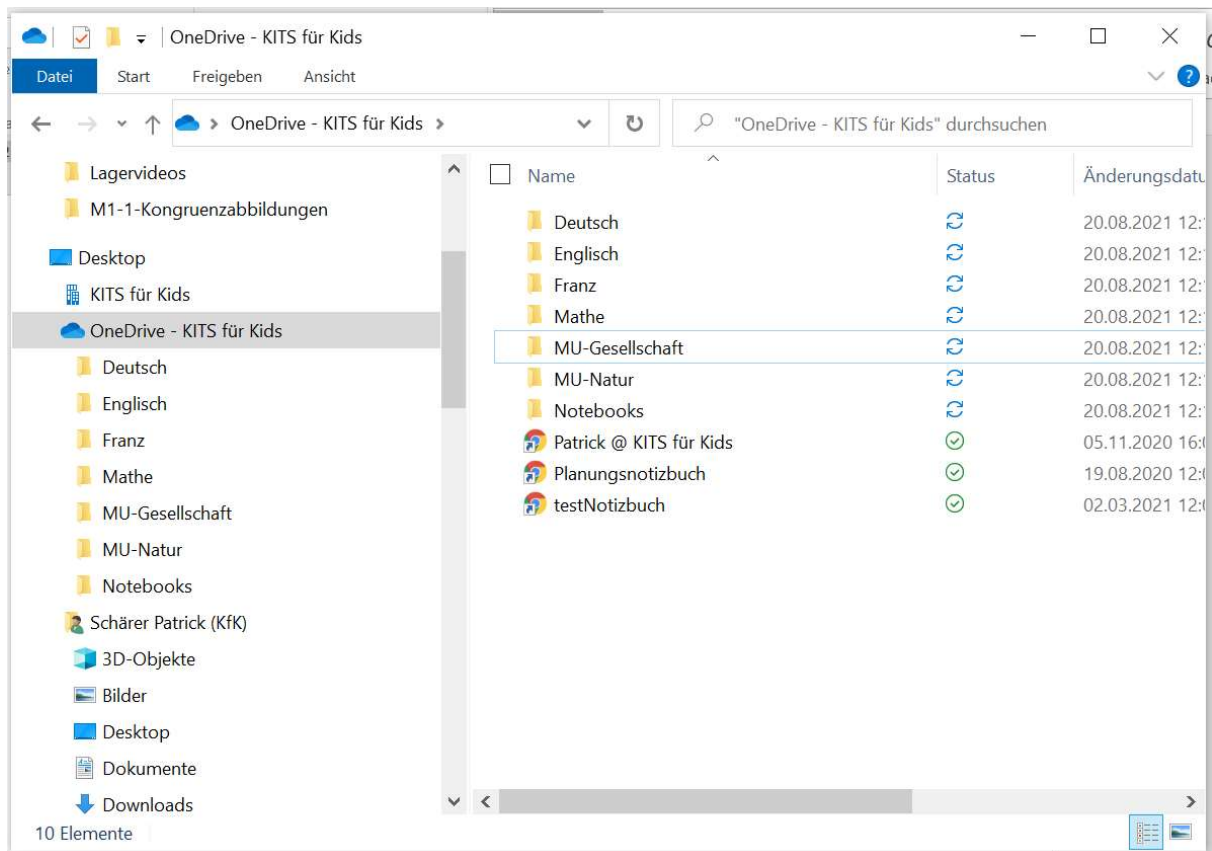 OneDrive - KITS für Kids
Datei Start Freigeben Ansicht
OneDrive - KITS für Kids
"OneDrive - KITS für Kids" durchsuchen
Lagervideos
M1-1-Kongruenzabbildungen
Desktop
KITS für Kids
OneDrive - KITS für Kids
Deutsch
Englisch
Franz
Mathe
MU-Gesellschaft
MU-Natur
Notebooks
Schärer Patrick (KfK)
3D-Objekte
Bilder
Desktop
Dokumente
Downloads
Name Status Änderungsdatu
Deutsch 20.08.2021 12:
Englisch 20.08.2021 12:
Franz 20.08.2021 12:
Mathe 20.08.2021 12:
MU-Gesellschaft 20.08.2021 12:
MU-Natur 20.08.2021 12:
Notebooks 20.08.2021 12:
Patrick @ KITS für Kids 05.11.2020 16:
Planungsnotizbuch 19.08.2020 12:
testNotizbuch 02.03.2021 12:
10 Elemente